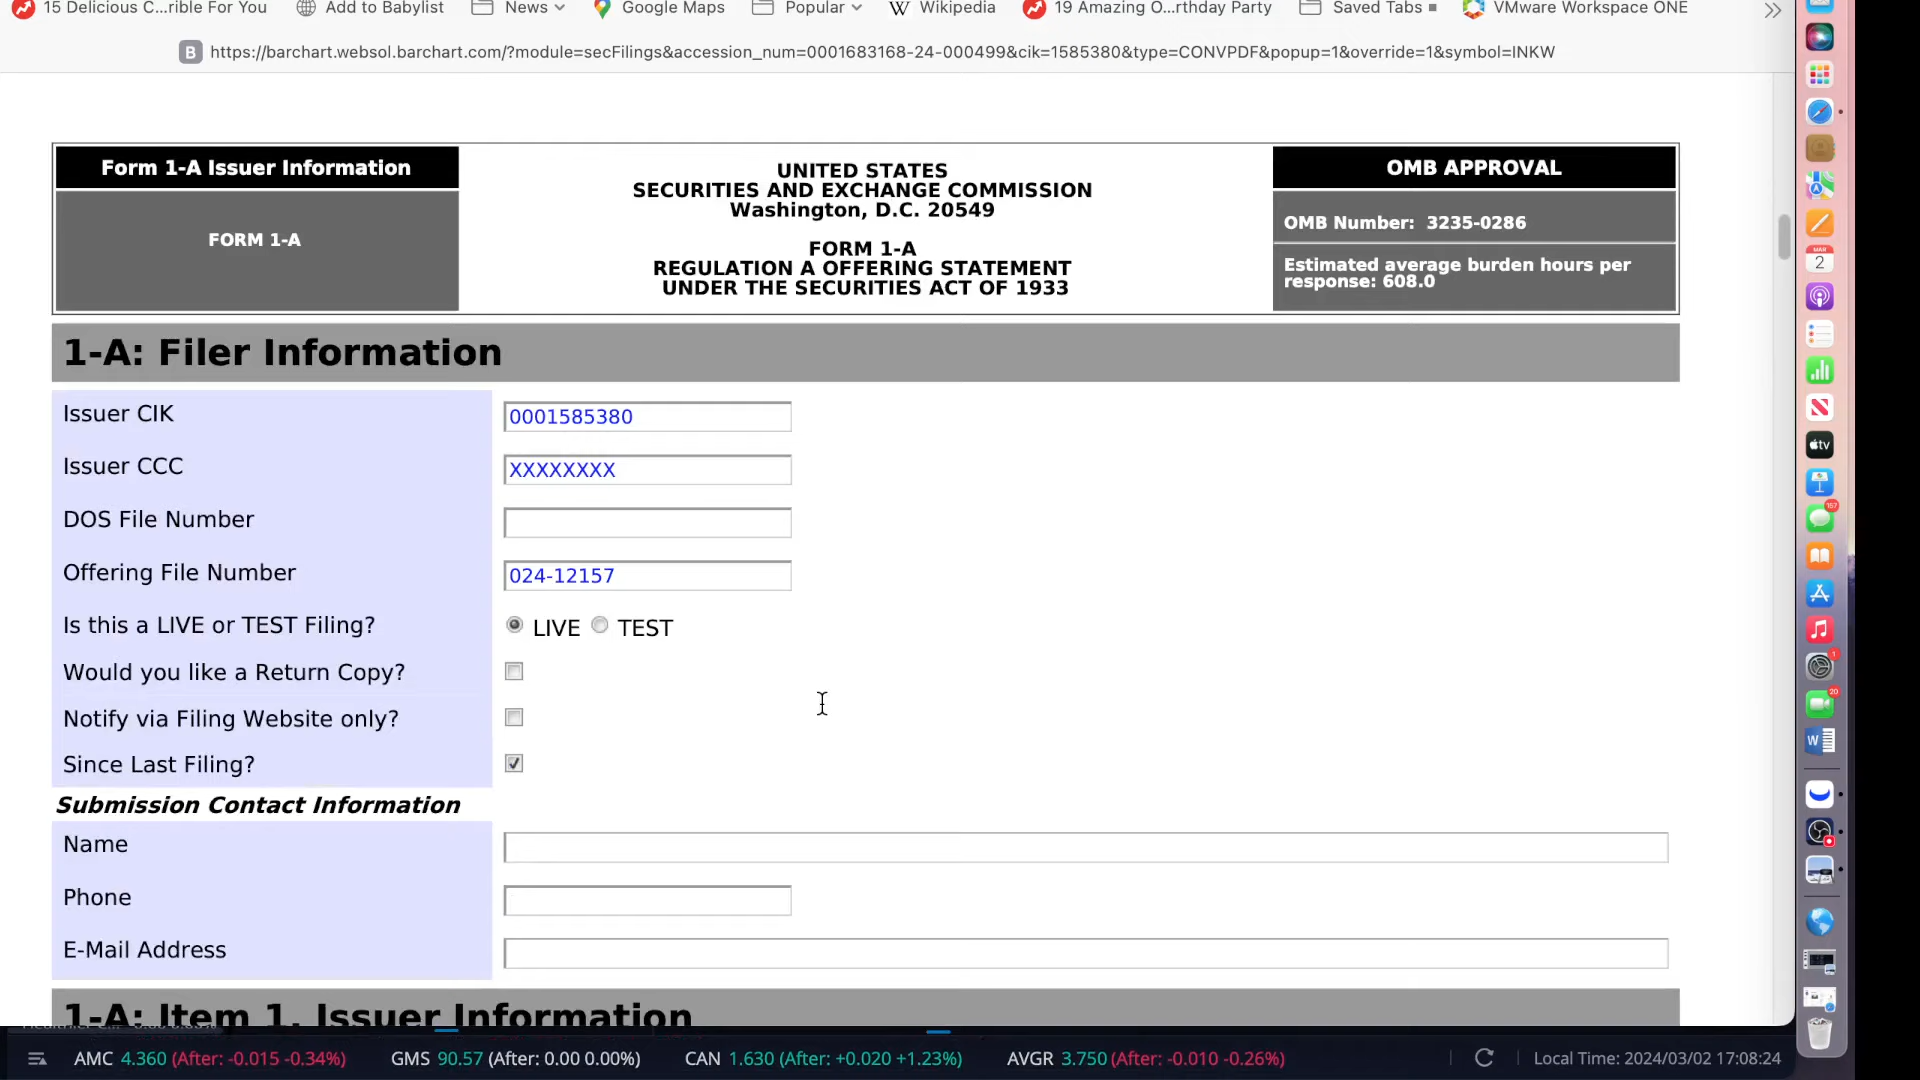 15 Delicious C...rible For You Add to Babylist News Google Maps Popular Wikipedia 19 Amazing O...rthday Party Saved Tabs VMware Workspace ONE
B https://barchart.websol.barchart.com/?module=secFilings&accession_num=0001683168-24-000499&cik=1585380&type=CONVPDF&popup=1&override=1&symbol=INKW
Form 1-A Issuer Information
FORM 1-A
UNITED STATES
SECURITIES AND EXCHANGE COMMISSION
Washington, D.C. 20549
FORM 1-A
REGULATION A OFFERING STATEMENT
UNDER THE SECURITIES ACT OF 1933
OMB APPROVAL
OMB Number: 3235-0286
Estimated average burden hours per
response: 608.0
1-A: Filer Information
Issuer CIK 0001585380
Issuer CCC XXXXXXXX
DOS File Number
Offering File Number 024-12157
Is this a LIVE or TEST Filing? LIVE TEST
Would you like a Return Copy?
Notify via Filing Website only?
Since Last Filing?
Submission Contact Information
Name
Phone
E-Mail Address
1-A: Item 1. Issuer Information
AMC 4.360 (After: -0.015 -0.34%) GMS 90.57 (After: 0.00 0.00%) CAN 1.630 (After: +0.020 +1.23%) AVGR 3.750 (After: -0.010 -0.26%) Local Time: 2024/03/02 17:08:24
MAR
2
tv
157
1
20
W